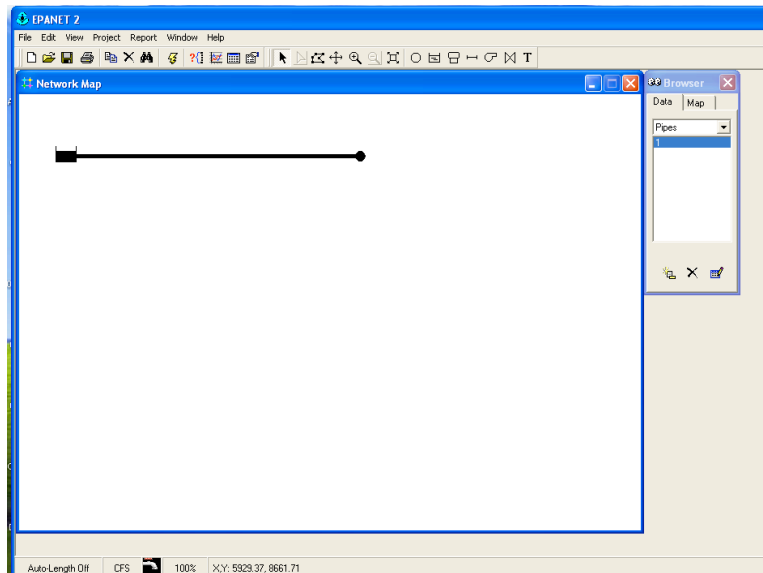 EPANET 2
File Edit View Project Report Window Help
T
Network Map
Browser
Data Map
Pipes
1
Auto-Length Off CFS 100% X,Y: 5929.37, 8661.71